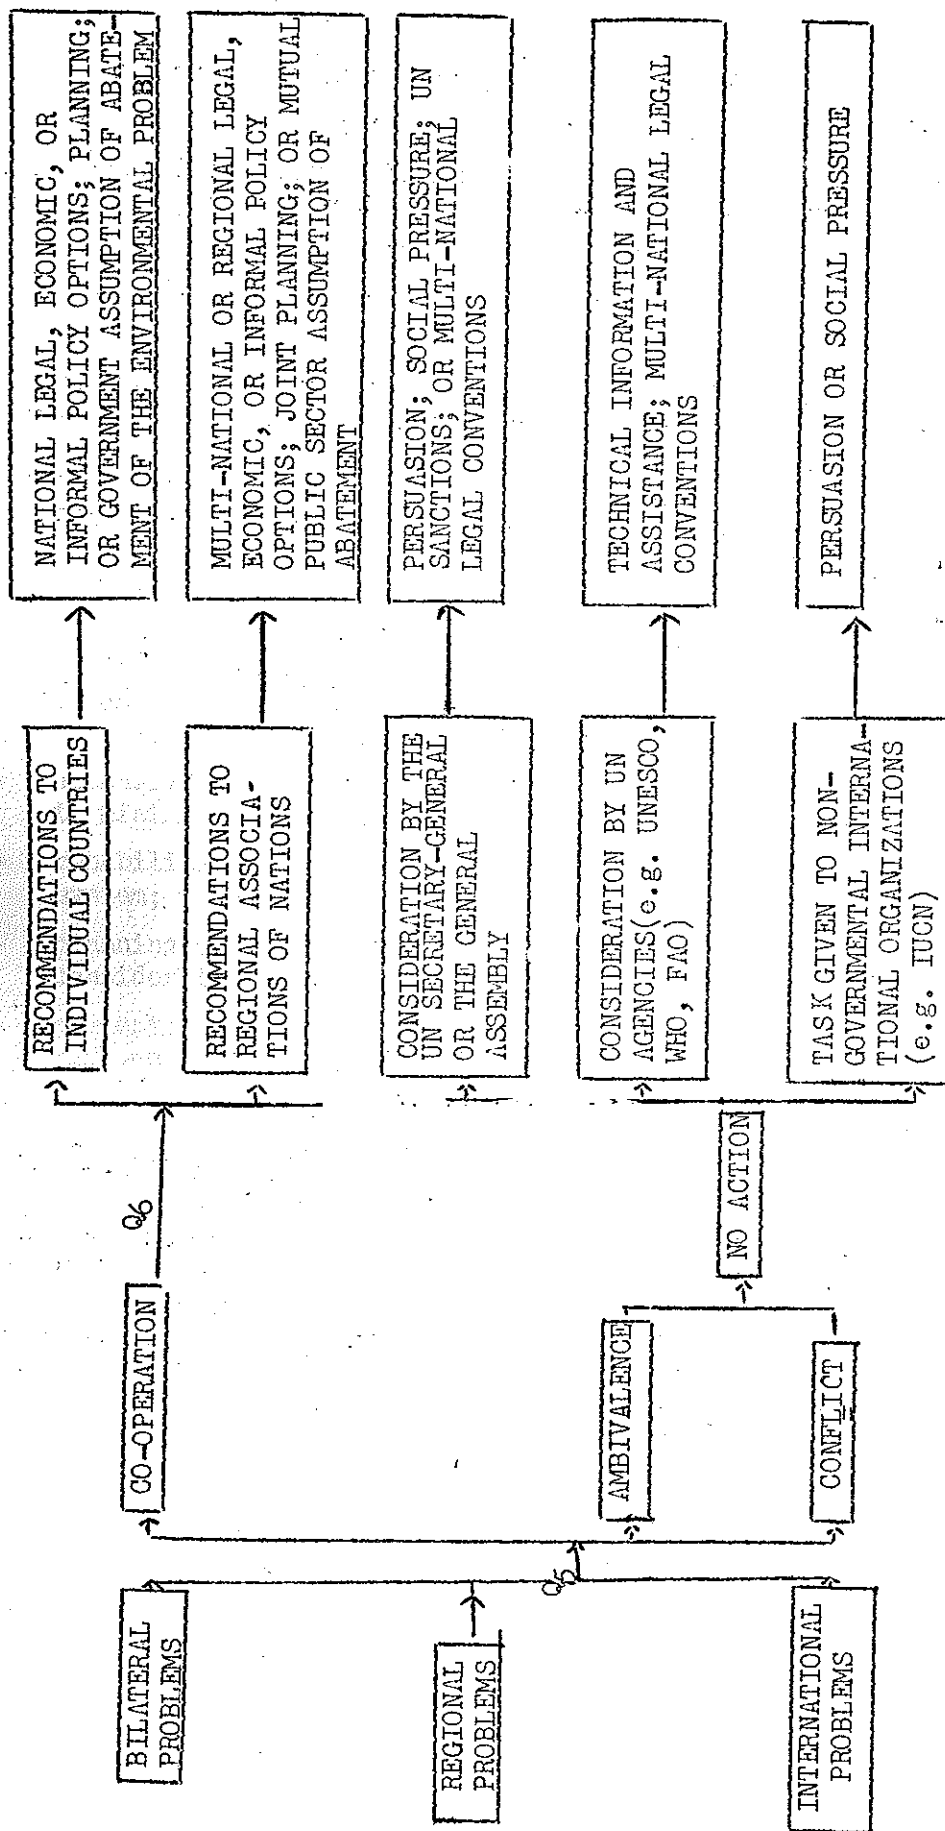 BILATERAL
PROBLEMS
REGIONAL
PROBLEMS
INTERNATIONAL
PROBLEMS
Q5
CO-OPERATION
AMBIVALENCE
CONFLICT
Q6
NO ACTION
RECOMMENDATIONS TO
INDIVIDUAL COUNTRIES
RECOMMENDATIONS TO
REGIONAL ASSOCIA-
TIONS OF NATIONS
CONSIDERATION BY THE
UN SECRETARY-GENERAL
OR THE GENERAL
ASSEMBLY
CONSIDERATION BY UN
AGENCIES(e.g. UNESCO,
WHO, FAO)
TASK GIVEN TO NON-
GOVERNMENTAL INTERNA-
TIONAL ORGANIZATIONS
(e.g. IUCN)
NATIONAL LEGAL, ECONOMIC, OR
INFORMAL POLICY OPTIONS; PLANNING;
OR GOVERNMENT ASSUMPTION OF ABATE-
MENT OF THE ENVIRONMENTAL PROBLEM
MULTI-NATIONAL OR REGIONAL LEGAL,
ECONOMIC, OR INFORMAL POLICY
OPTIONS; JOINT PLANNING; OR MUTUAL
PUBLIC SECTOR ASSUMPTION OF
ABATEMENT
PERSUASION; SOCIAL PRESSURE; UN
SANCTIONS; OR MULTI-NATIONAL
LEGAL CONVENTIONS
TECHNICAL INFORMATION AND
ASSISTANCE; MULTI-NATIONAL LEGAL
CONVENTIONS
PERSUASION OR SOCIAL PRESSURE